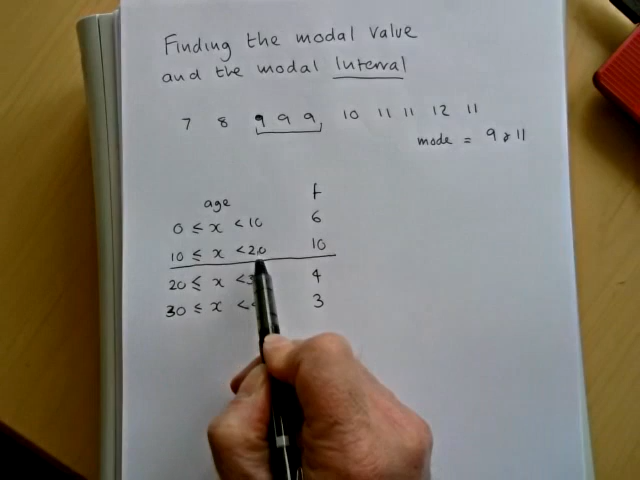 Finding the modal value
and the modal Interval
7 8 9 9 9 10 11 11 12 11
mode = 9 & 11
age f
0 ≤ x < 10 6
10 ≤ x < 20 10
20 ≤ x < 3 4
30 ≤ x < 3